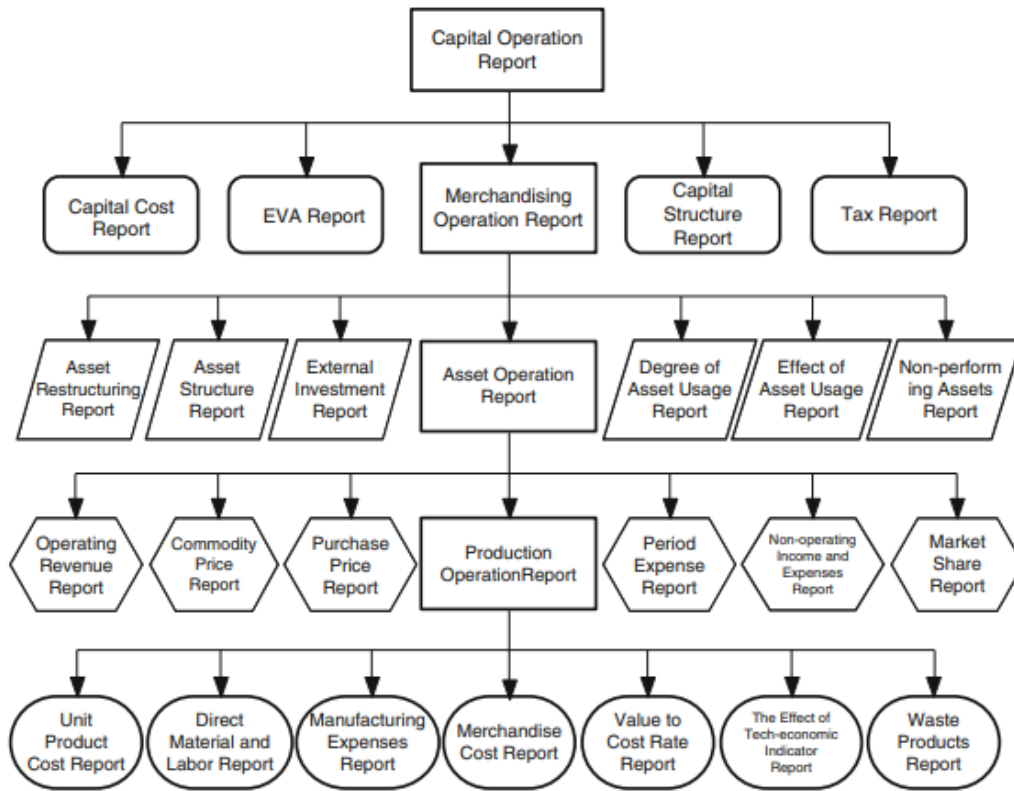 Capital Operation
Report
Capital Cost
Report
EVA Report
Merchandising
Operation Report
Capital
Structure
Report
Tax Report
Asset
Restructuring
Report
Asset
Structure
Report
External
Investment
Report
Asset Operation
Report
Degree of
Asset Usage
Report
Effect of
Asset Usage
Report
Non-perform
ing Assets
Report
Operating
Revenue
Report
Commodity
Price
Report
Purchase
Price
Report
Production
OperationReport
Period
Expense
Report
Non-operating
Income and
Expenses
Report
Market
Share
Report
Unit
Product
Cost Report
Direct
Material and
Labor Report
Manufacturing
Expenses
Report
Merchandise
Cost Report
Value to
Cost Rate
Report
The Effect of
Tech-economic
Indicator
Report
Waste
Products
Report